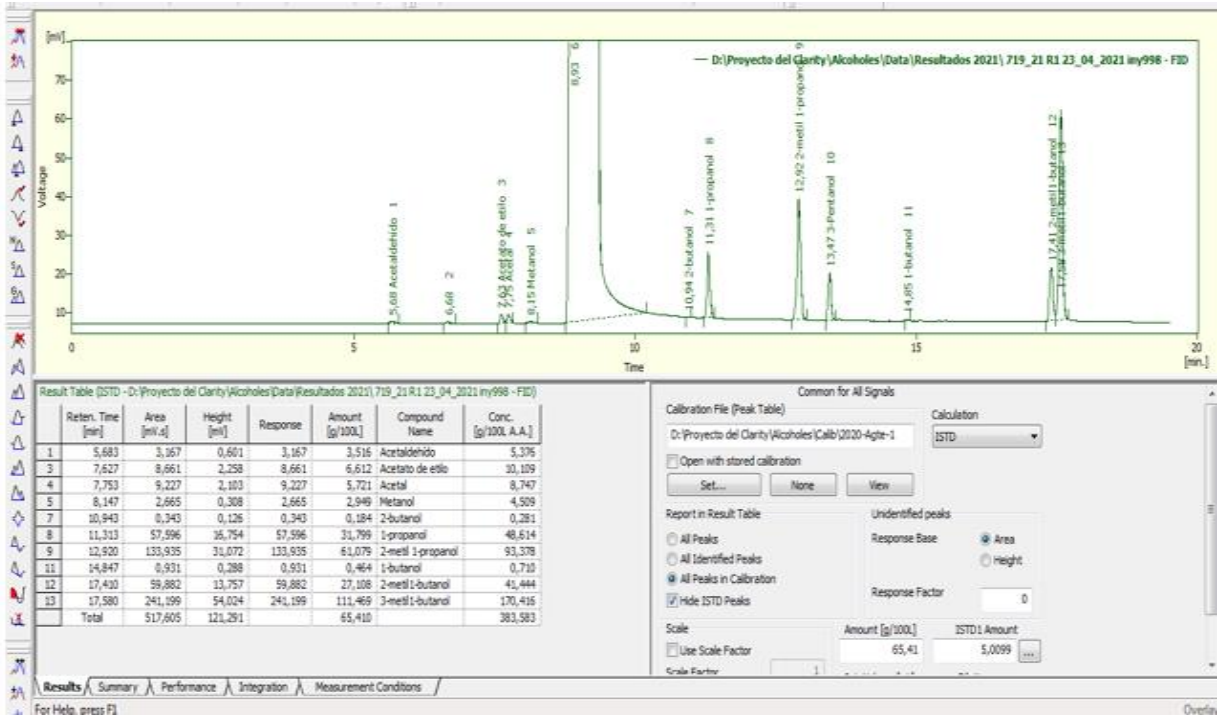 [mV]
70
60
50
40
30
20
10
Voltage
D:\Proyecto del Clarity\Alcoholes\Data\Resultados 2021\ 719_21 R1 23_04_2021 iny998 - FID
5,68 Acetaldehido 1
6,68 2
7,63 Acetato de etilo 3
7,75 Acetal 4
8,15 Metanol 5
8,93 6
10,94 2-butanol 7
11,31 1-propanol 8
12,92 2-metil 1-propanol 9
13,47 3-Pentanol 10
14,85 1-butanol 11
17,41 2-metil1-butanol 12
17,58 3-metil1-butanol 13
0 5 10 15 20
Time
[min.]
Result Table (ISTD - D:\Proyecto del Clarity\Alcoholes\Data\Resultados 2021\ 719_21 R1 23_04_2021 iny998 - FID)
Reten. Time [min] Area [mV.s] Height [mV] Response Amount [g/100L] Compound Name Conc. [g/100L A.A.]
1 5,683 3,167 0,601 3,167 3,516 Acetaldehido 5,376
3 7,627 8,661 2,258 8,661 6,612 Acetato de etilo 10,109
4 7,753 9,227 2,103 9,227 5,721 Acetal 8,747
5 8,147 2,665 0,308 2,665 2,949 Metanol 4,509
7 10,943 0,343 0,126 0,343 0,184 2-butanol 0,281
8 11,313 57,596 16,754 57,596 31,799 1-propanol 48,614
9 12,920 133,935 31,072 133,935 61,079 2-metil 1-propanol 93,378
11 14,847 0,931 0,288 0,931 0,464 1-butanol 0,710
12 17,410 59,882 13,757 59,882 27,108 2-metil1-butanol 41,444
13 17,580 241,199 54,024 241,199 111,469 3-metil1-butanol 170,416
Total 517,605 121,291 65,410 383,583
Common for All Signals
Calibration File (Peak Table)
Calculation
D:\Proyecto del Clarity\Alcoholes\Calib\2020-Agte-1
ISTD
Open with stored calibration
Set... None View
Report in Result Table
Unidentified peaks
All Peaks
Response Base
Area
All Identified Peaks
Height
All Peaks in Calibration
Hide ISTD Peaks
Response Factor
0
Scale
Amount [g/100L]
ISTD1 Amount
Use Scale Factor
65,41
5,0099
...
Scale Factor
1
Results Summary Performance Integration Measurement Conditions
For Help, press F1
Overlay